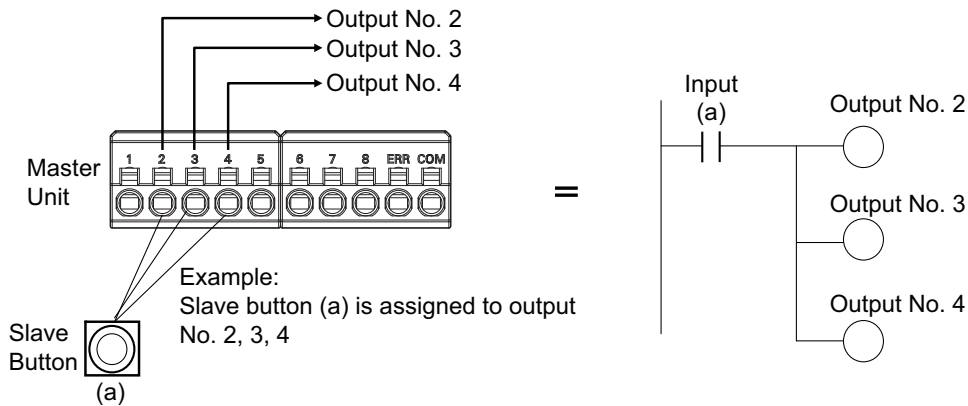 Output No. 2
Output No. 3
Output No. 4
Master
Unit
1 2 3 4 5 6 7 8 ERR COM
Example:
Slave button (a) is assigned to output
No. 2, 3, 4
Slave
Button
(a)
=
Input
(a)
Output No. 2
Output No. 3
Output No. 4